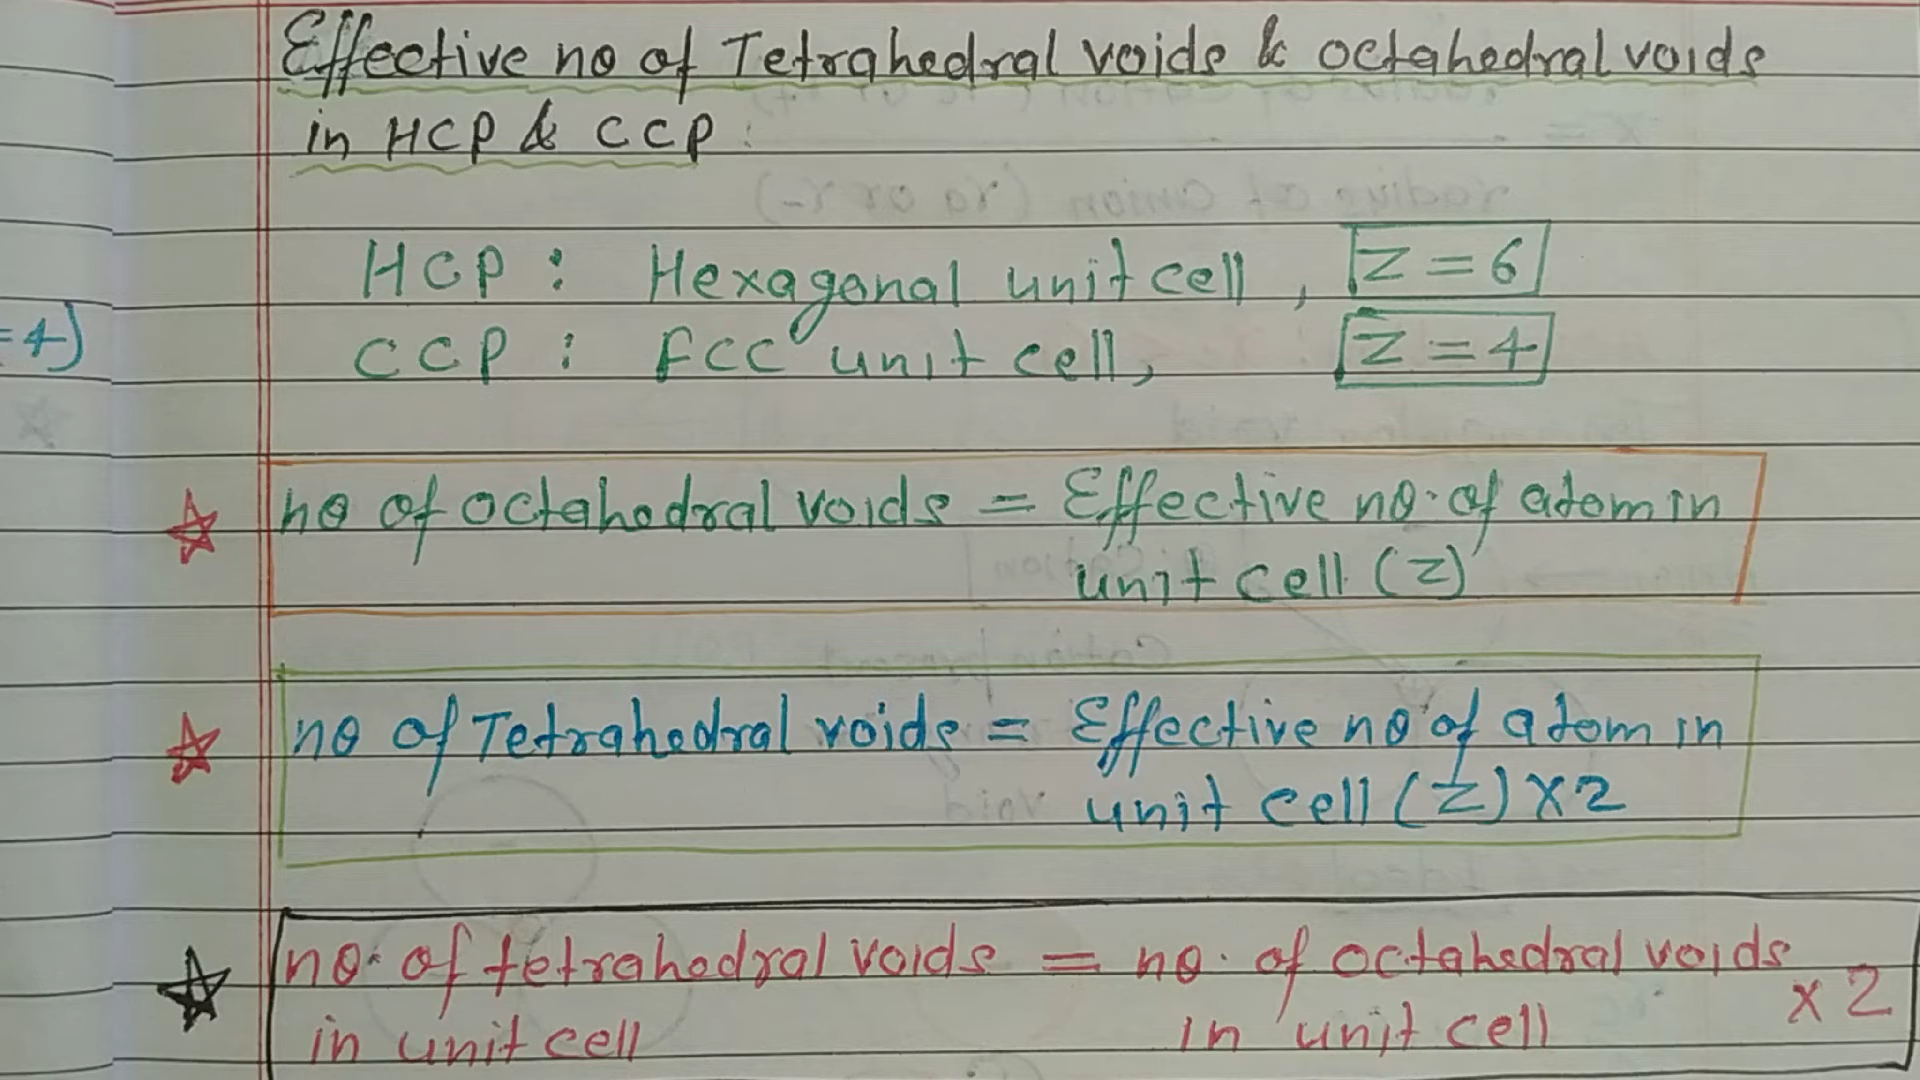 Effective no of Tetrahedral voids & octahedral voids
in HCP & CCP :
HCP : Hexagonal unit cell , Z = 6
=4)
CCP : FCC unit cell, Z = 4
no of octahedral voids = Effective no. of atom in
unit cell (Z)
no of Tetrahedral voids = Effective no of atom in
unit cell (Z) x 2
no. of tetrahedral voids = no. of octahedral voids
in unit cell in unit cell x 2